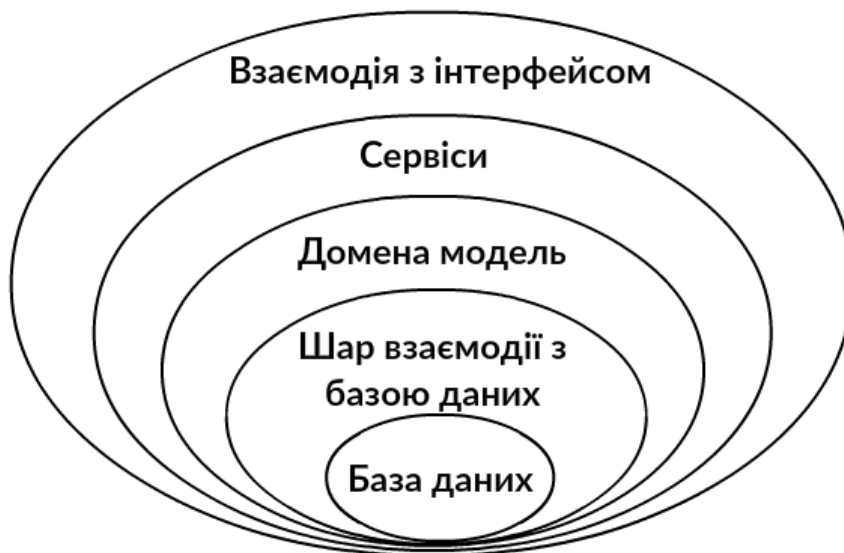 Взаємодія з інтерфейсом
Сервіси
Домена модель
Шар взаємодії з
базою даних
База даних